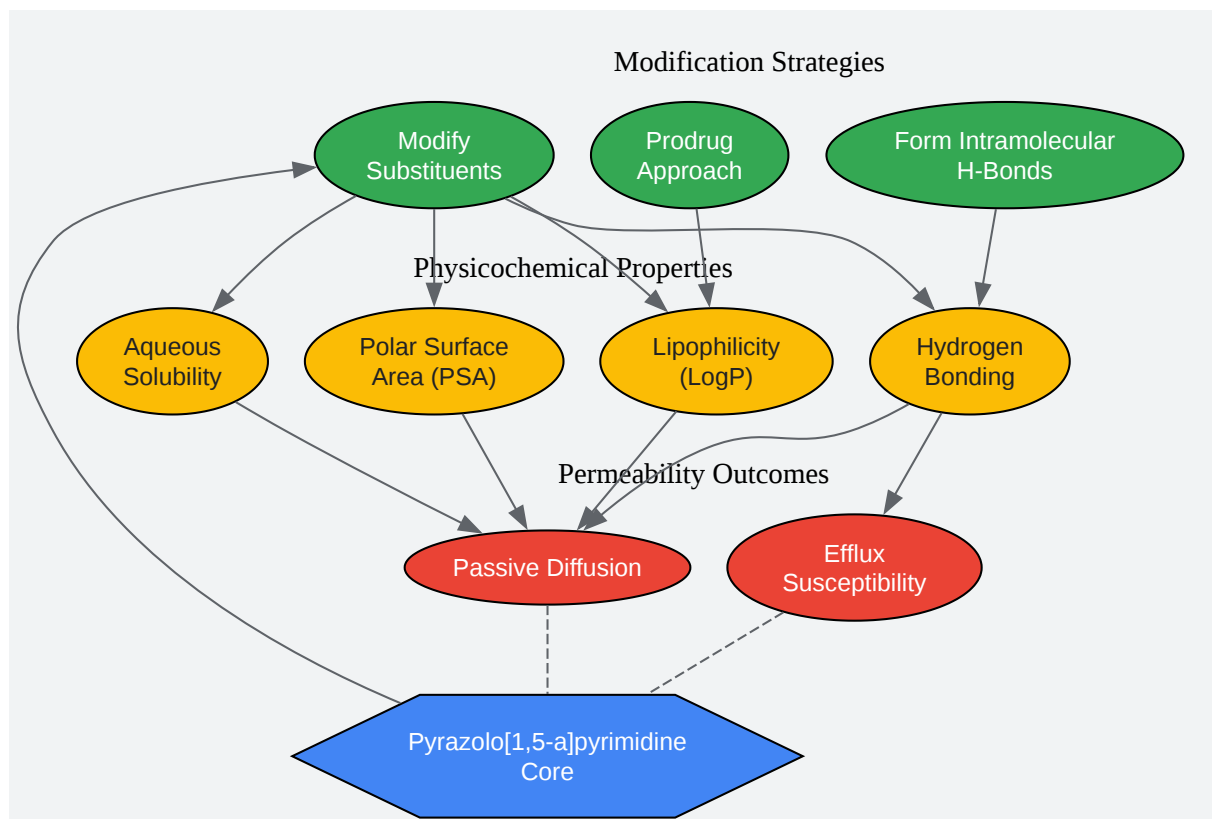 Modification Strategies
Modify
Substituents
Prodrug
Approach
Form Intramolecular
H-Bonds
Physicochemical Properties
Aqueous
Solubility
Polar Surface
Area (PSA)
Lipophilicity
(LogP)
Hydrogen
Bonding
Permeability Outcomes
Passive Diffusion
Efflux
Susceptibility
Pyrazolo[1,5-a]pyrimidine
Core